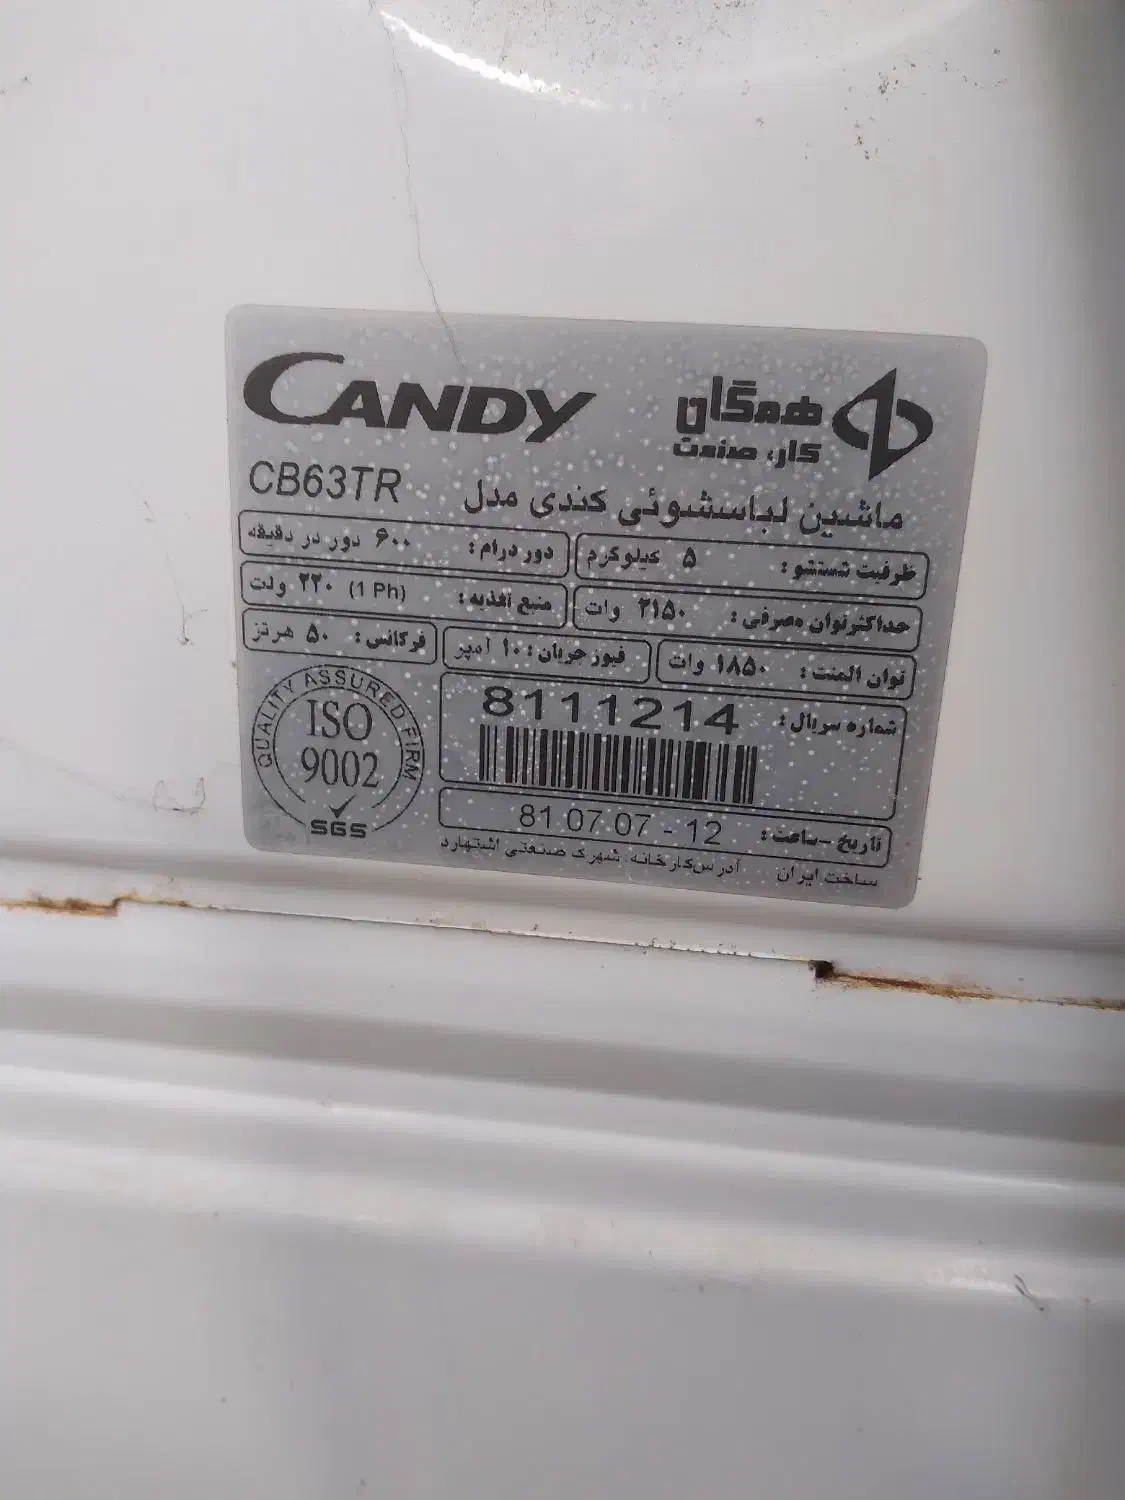 CANDY
همگان
کار، صنعت
ماشین لباسشوئی کندی مدل CB63TR
ظرفیت شستشو : ۵ کیلوگرم
دور درام : ۶۰۰ دور در دقیقه
حداکثر توان مصرفی : ۲۱۵۰ وات
منبع تغذیه : ۲۲۰ ولت (1 Ph)
توان المنت : ۱۸۵۰ وات
فیوز جریان : ۱۰ آمپر
فرکانس : ۵۰ هرتز
شماره سریال : 8111214
تاریخ - ساعت : 81 07 07 - 12
ساخت ایران آدرس کارخانه: شهرک صنعتی اشتهارد
QUALITY ASSURED FIRM
ISO
9002
SGS